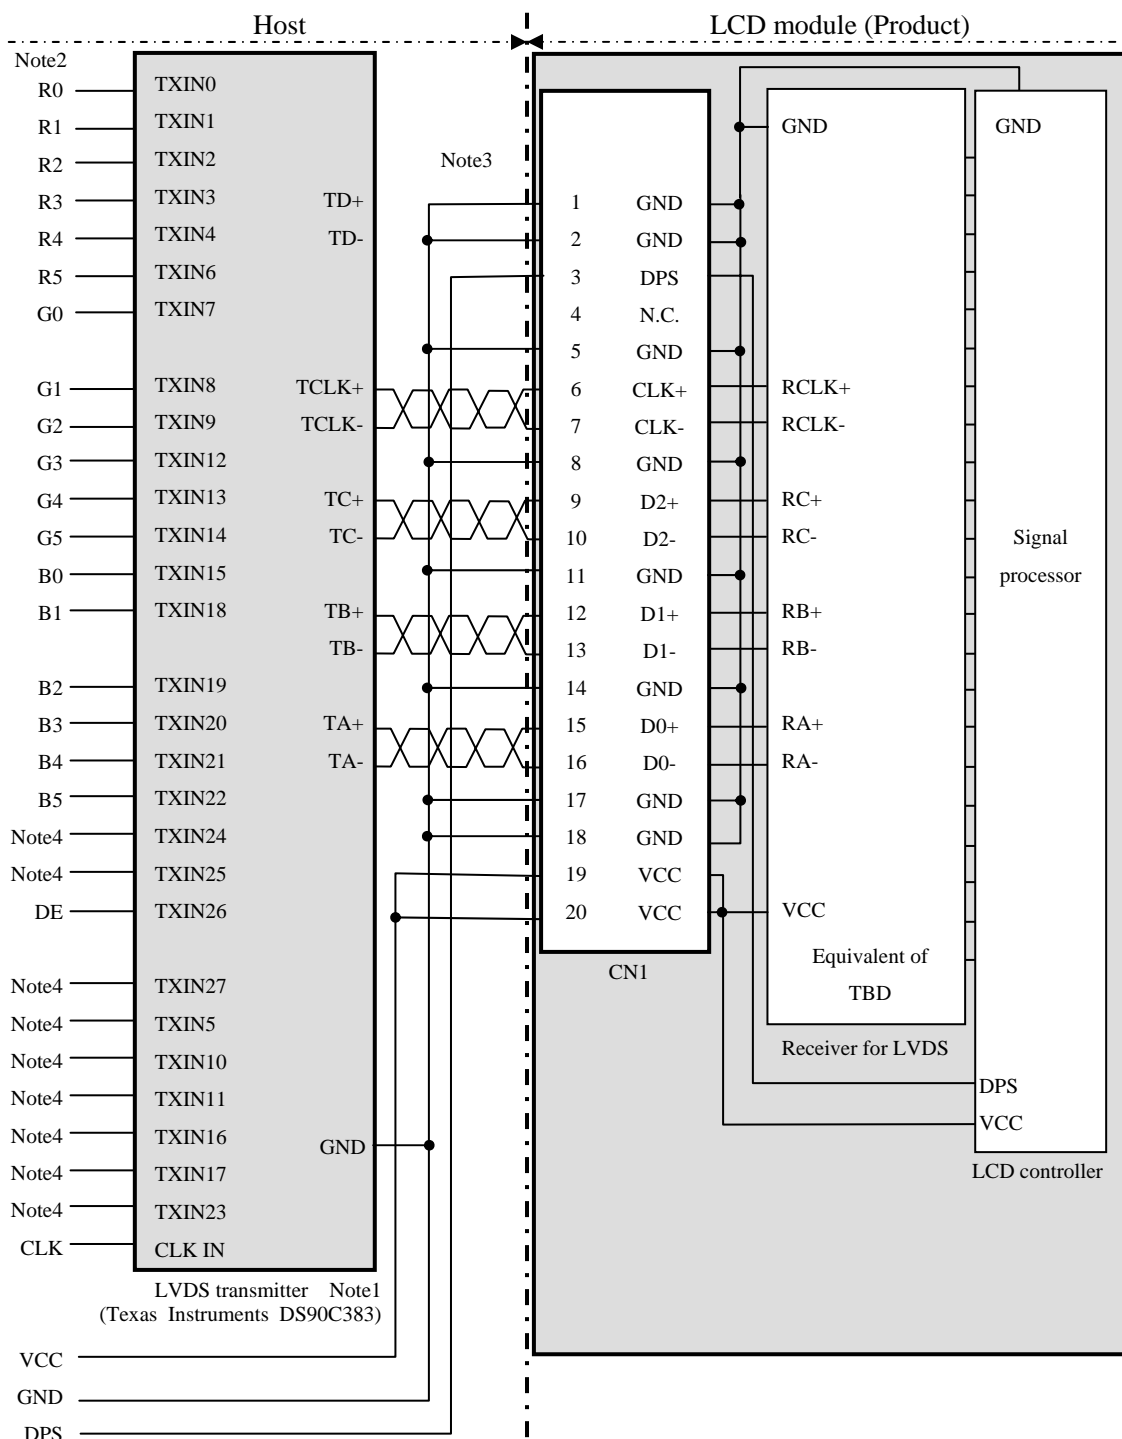 Host
LCD module (Product)
Note2
R0 TXIN0
R1 TXIN1
R2 TXIN2
Note3
R3 TXIN3 TD+
R4 TXIN4 TD-
R5 TXIN6
G0 TXIN7
G1 TXIN8 TCLK+
G2 TXIN9 TCLK-
G3 TXIN12
G4 TXIN13 TC+
G5 TXIN14 TC-
B0 TXIN15
B1 TXIN18 TB+
TB-
B2 TXIN19
B3 TXIN20 TA+
B4 TXIN21 TA-
B5 TXIN22
Note4 TXIN24
Note4 TXIN25
DE TXIN26
Note4 TXIN27
Note4 TXIN5
Note4 TXIN10
Note4 TXIN11
Note4 TXIN16 GND
Note4 TXIN17
Note4 TXIN23
CLK CLK IN
LVDS transmitter Note1
(Texas Instruments DS90C383)
VCC
GND
DPS
1 GND
2 GND
3 DPS
4 N.C.
5 GND
6 CLK+
7 CLK-
8 GND
9 D2+
10 D2-
11 GND
12 D1+
13 D1-
14 GND
15 D0+
16 D0-
17 GND
18 GND
19 VCC
20 VCC
CN1
GND
RCLK+
RCLK-
RC+
RC-
RB+
RB-
RA+
RA-
VCC
Equivalent of
TBD
Receiver for LVDS
GND
Signal
processor
DPS
VCC
LCD controller